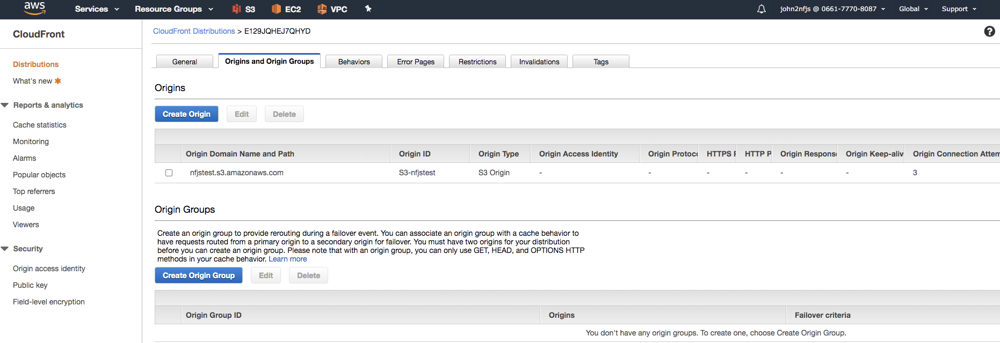 aws Services Resource Groups S3 EC2 VPC john2nfjs @ 0661-7770-8087 Global Support
CloudFront
Distributions
What's new
Reports & analytics
Cache statistics
Monitoring
Alarms
Popular objects
Top referrers
Usage
Viewers
Security
Origin access identity
Public key
Field-level encryption
CloudFront Distributions > E129JQHEJ7QHYD
General Origins and Origin Groups Behaviors Error Pages Restrictions Invalidations Tags
Origins
Create Origin Edit Delete
Origin Domain Name and Path Origin ID Origin Type Origin Access Identity Origin Protoco HTTPS P HTTP P Origin Respons Origin Keep-aliv Origin Connection Attem
nfjstest.s3.amazonaws.com S3-nfjstest S3 Origin - - - - - - 3
Origin Groups
Create an origin group to provide rerouting during a failover event. You can associate an origin group with a cache behavior to
have requests routed from a primary origin to a secondary origin for failover. You must have two origins for your distribution
before you can create an origin group. Please note that with an origin group, you can only use GET, HEAD, and OPTIONS HTTP
methods in your cache behavior. Learn more
Create Origin Group Edit Delete
Origin Group ID Origins Failover criteria
You don't have any origin groups. To create one, choose Create Origin Group.